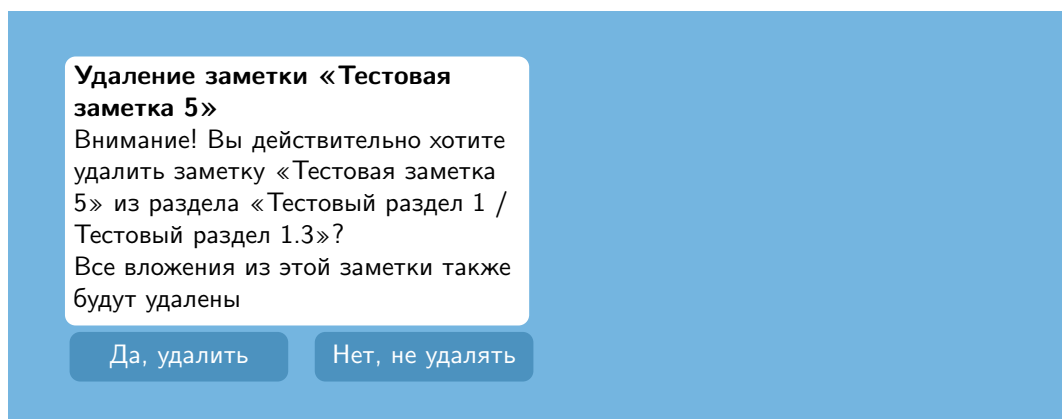 Удаление заметки «Тестовая
заметка 5»
Внимание! Вы действительно хотите
удалить заметку «Тестовая заметка
5» из раздела «Тестовый раздел 1 /
Тестовый раздел 1.3»?
Все вложения из этой заметки также
будут удалены
Да, удалить
Нет, не удалять